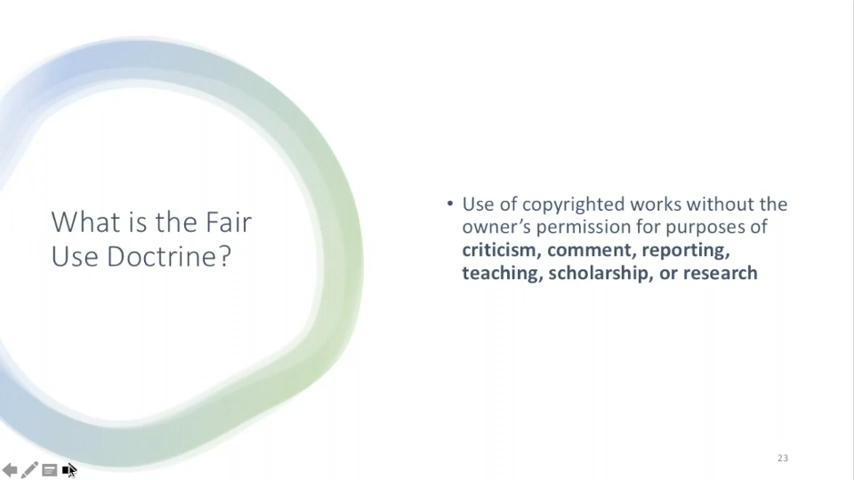 What is the Fair
Use Doctrine?
• Use of copyrighted works without the
owner’s permission for purposes of
criticism, comment, reporting,
teaching, scholarship, or research
23